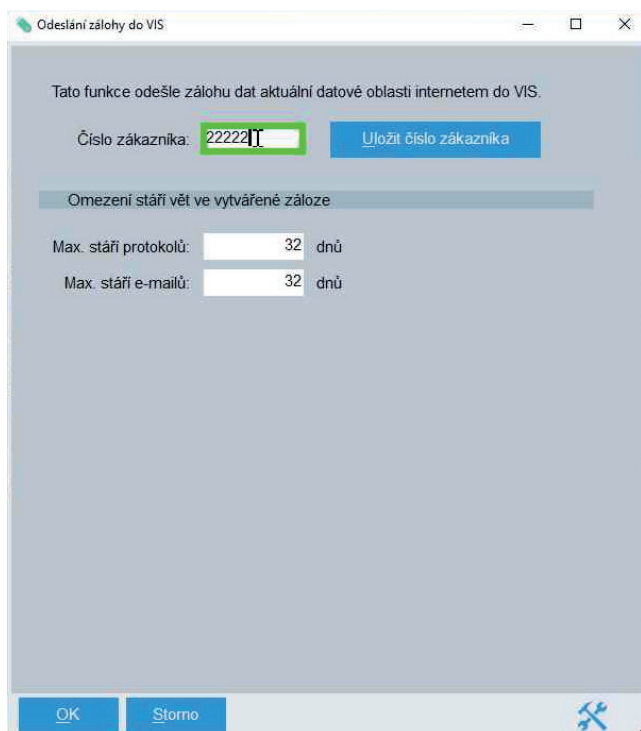 Odeslání zálohy do VIS
Tato funkce odešle zálohu dat aktuální datové oblasti internetem do VIS.
Číslo zákazníka: 22222 Uložit číslo zákazníka
Omezení stáří vět ve vytvářené záloze
Max. stáří protokolů: 32 dnů
Max. stáří e-mailů: 32 dnů
OK Storno